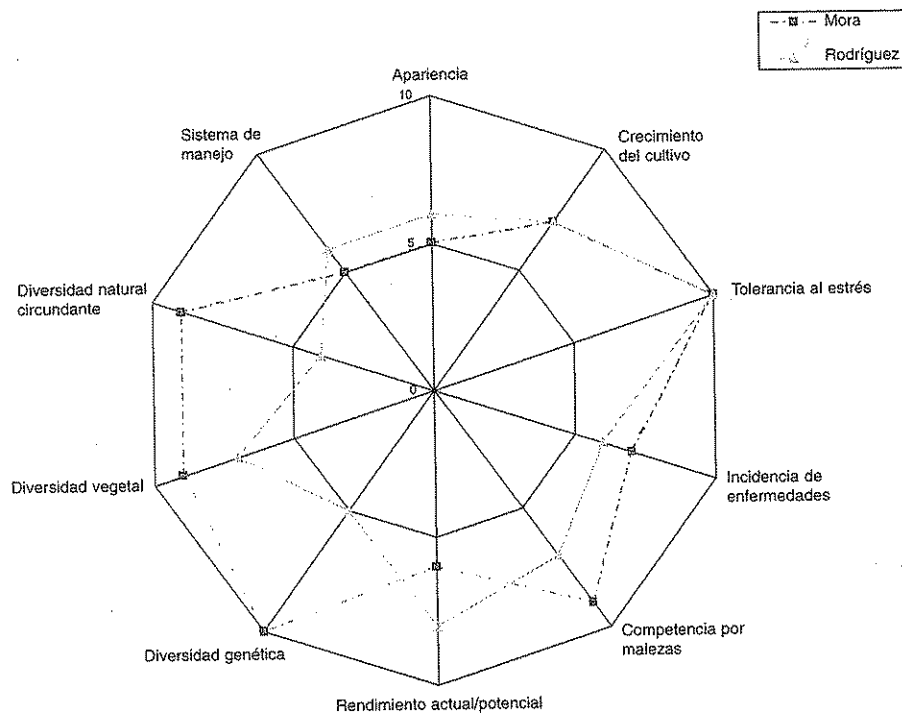 Mora
Rodríguez
Apariencia
10
Crecimiento
del cultivo
Sistema de
manejo
5
Tolerancia al estrés
Diversidad natural
circundante
0
Incidencia de
enfermedades
Diversidad vegetal
Competencia por
malezas
Diversidad genética
Rendimiento actual/potencial